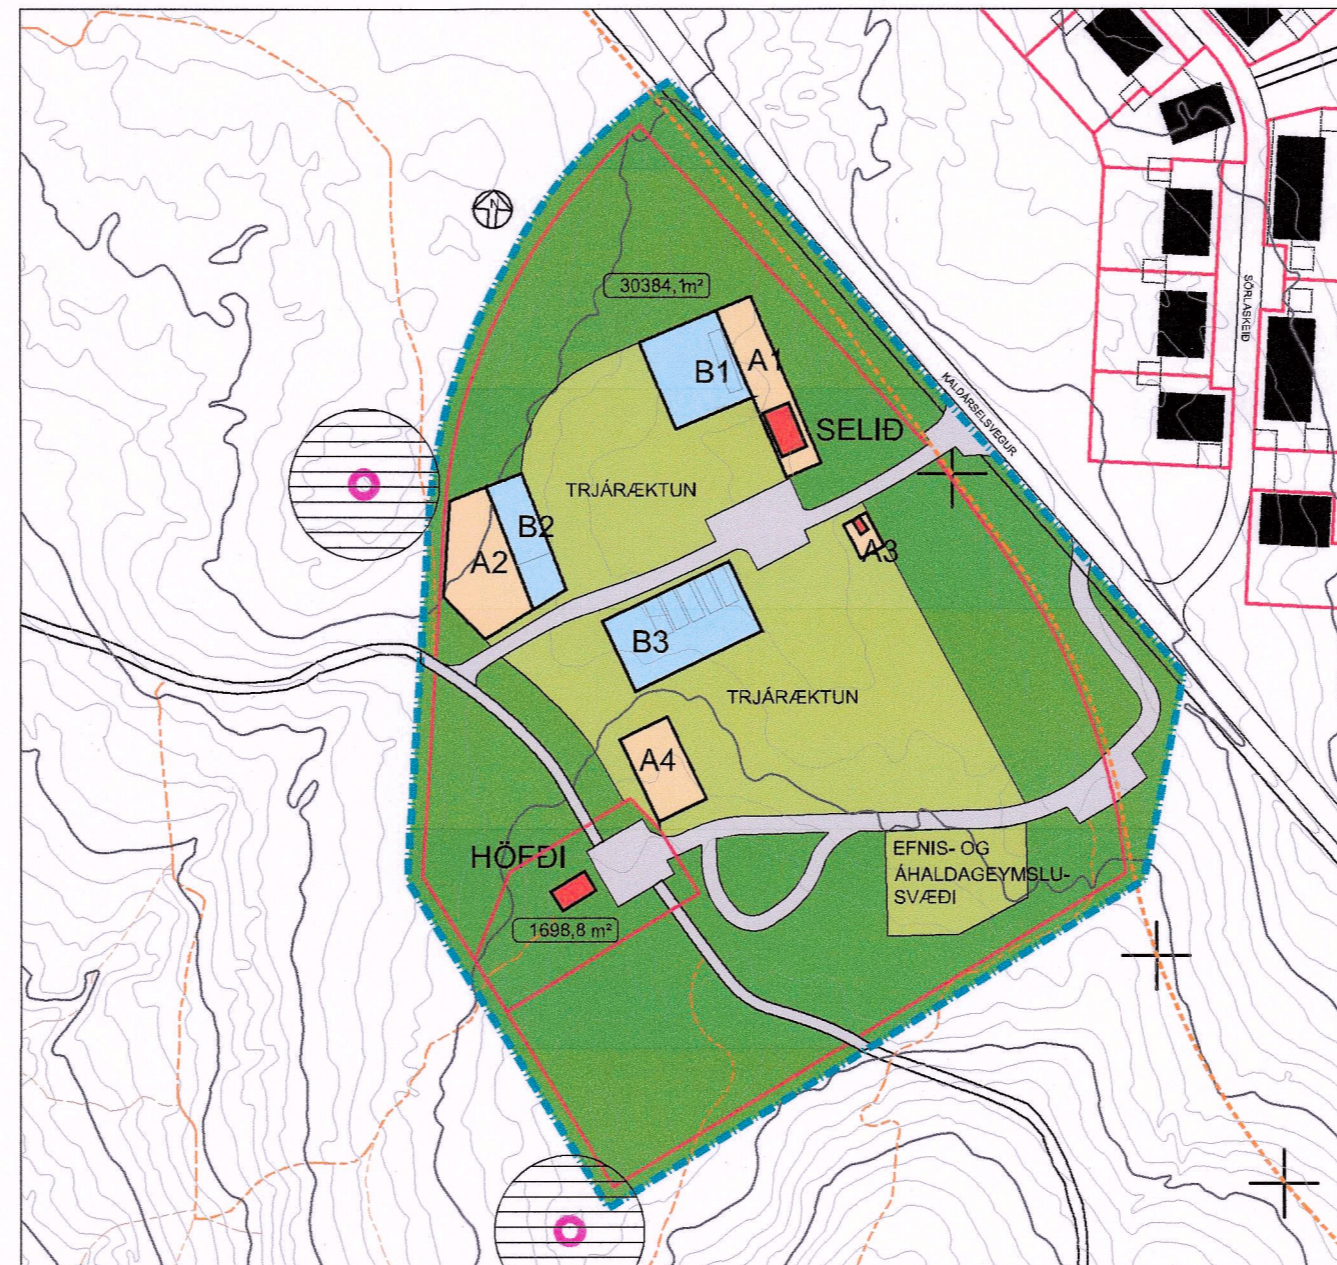 N
30384,1m²
B1
A1
SÖRLASKEIÐ
KALDÁRSELSVEGUR
SELIÐ
TRJÁRÆKTUN
B2
A2
A3
B3
TRJÁRÆKTUN
A4
HÖFÐI
EFNIS- OG
ÁHALDAGEYMSLU-
SVÆÐI
1698,8 m²